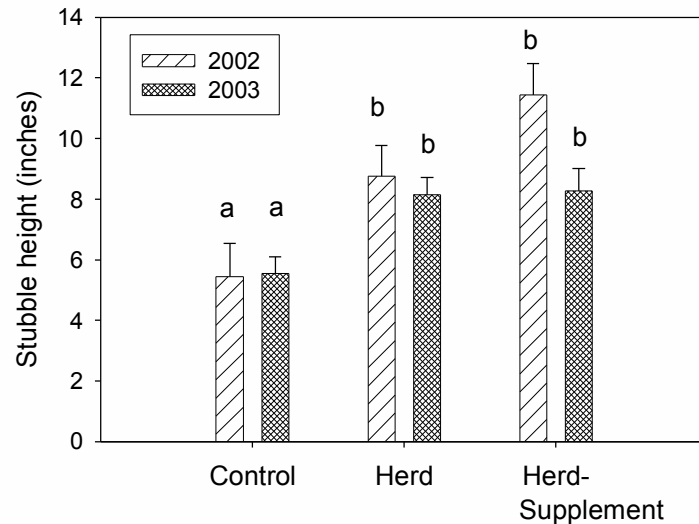 Stubble height (inches)
14
12
10
8
6
4
2
0
2002
2003
a
a
b
b
b
b
Control
Herd
Herd-
Supplement